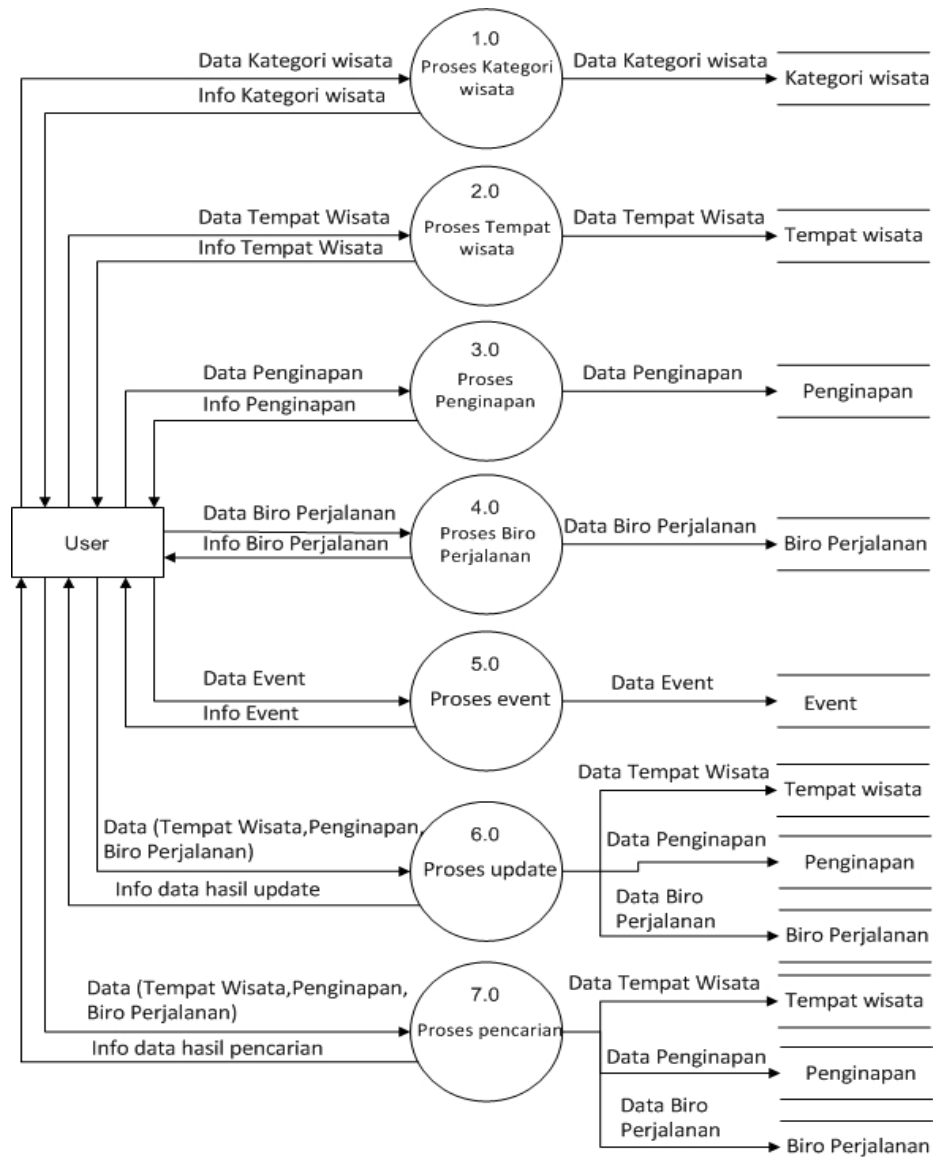 1.0
Proses Kategori
wisata
Data Kategori wisata
Info Kategori wisata
Data Kategori wisata
Kategori wisata
2.0
Proses Tempat
wisata
Data Tempat Wisata
Info Tempat Wisata
Data Tempat Wisata
Tempat wisata
3.0
Proses
Penginapan
Data Penginapan
Info Penginapan
Data Penginapan
Penginapan
4.0
Proses Biro
Perjalanan
Data Biro Perjalanan
Info Biro Perjalanan
Data Biro Perjalanan
Biro Perjalanan
User
5.0
Proses event
Data Event
Info Event
Data Event
Event
6.0
Proses update
Data (Tempat Wisata,Penginapan,
Biro Perjalanan)
Info data hasil update
Data Tempat Wisata
Tempat wisata
Data Penginapan
Penginapan
Data Biro
Perjalanan
Biro Perjalanan
7.0
Proses pencarian
Data (Tempat Wisata,Penginapan,
Biro Perjalanan)
Info data hasil pencarian
Data Tempat Wisata
Tempat wisata
Data Penginapan
Penginapan
Data Biro
Perjalanan
Biro Perjalanan